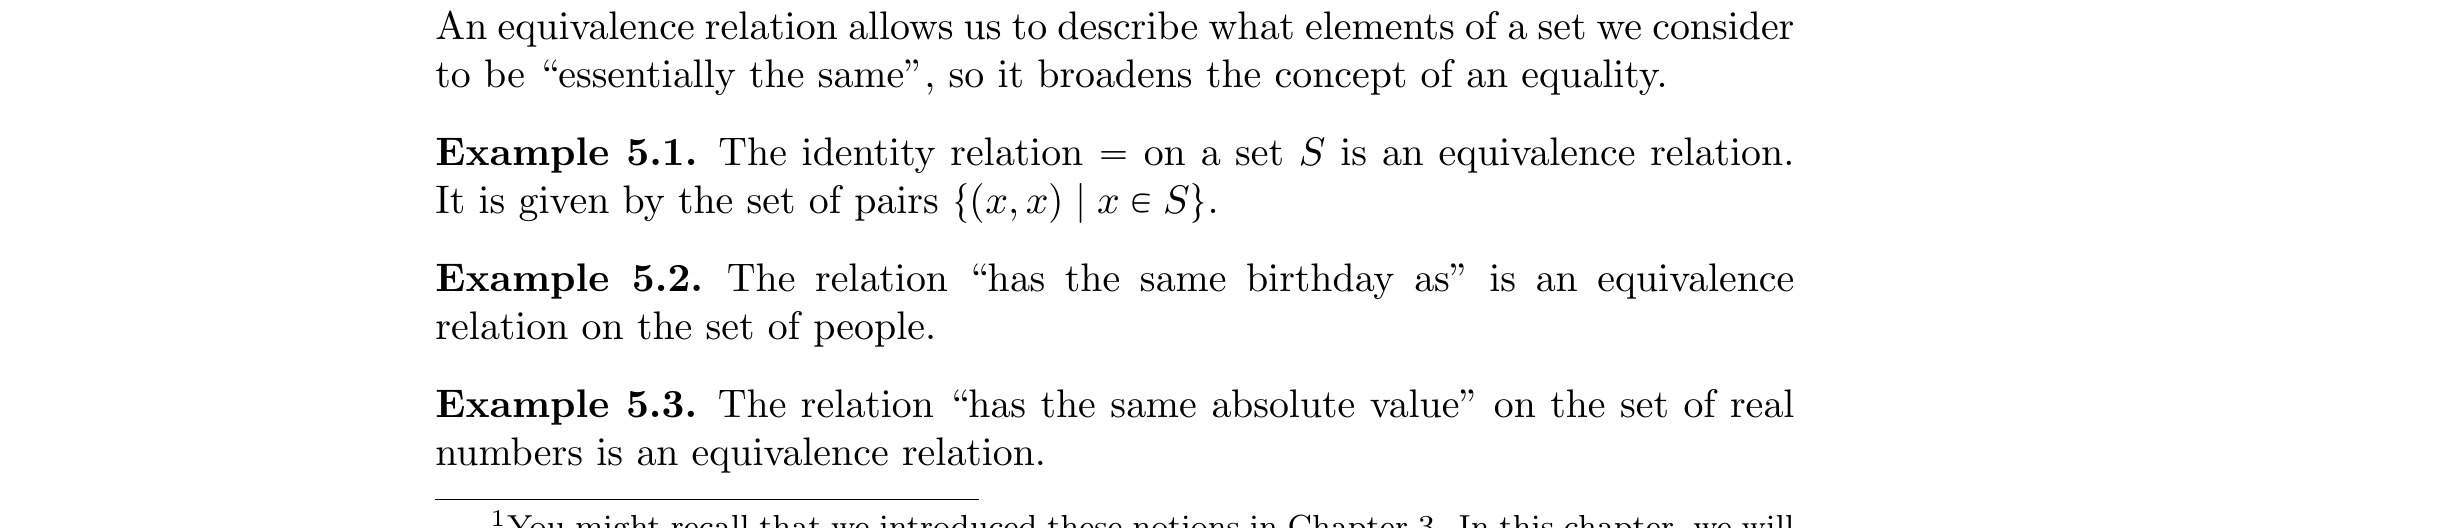 An equivalence relation allows us to describe what elements of a set we consider
to be “essentially the same”, so it broadens the concept of an equality.
Example 5.1. The identity relation = on a set S is an equivalence relation.
It is given by the set of pairs {(x, x) | x ∈ S}.
Example 5.2. The relation “has the same birthday as” is an equivalence
relation on the set of people.
Example 5.3. The relation “has the same absolute value” on the set of real
numbers is an equivalence relation.
¹You might recall that we introduced these notions in Chapter 3. In this chapter, we will